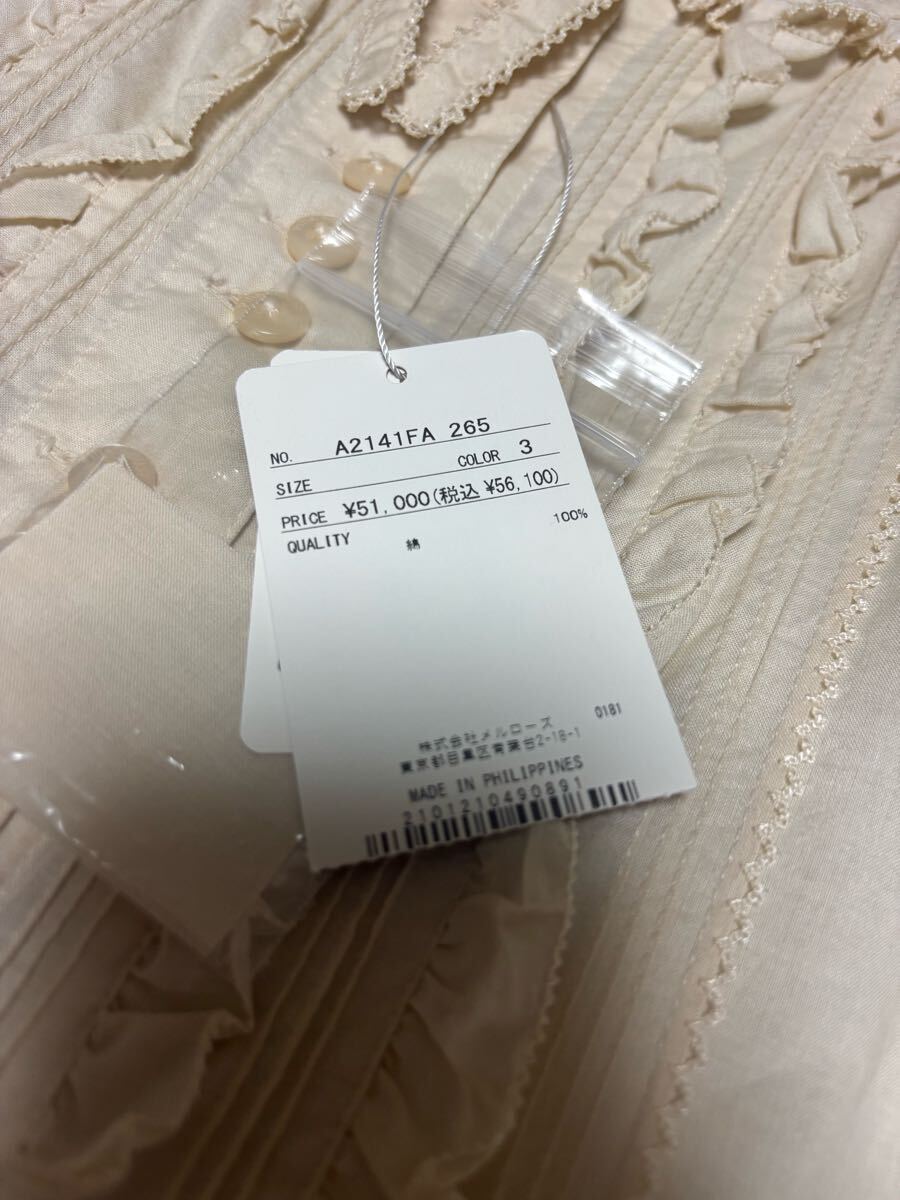 NO. A2141FA 265
SIZE COLOR 3
PRICE ¥51,000(税込 ¥56,100)
QUALITY 綿 100%
0181
株式会社メルローズ
東京都目黒区青葉台2-18-1
MADE IN PHILIPPINES
2101210490891